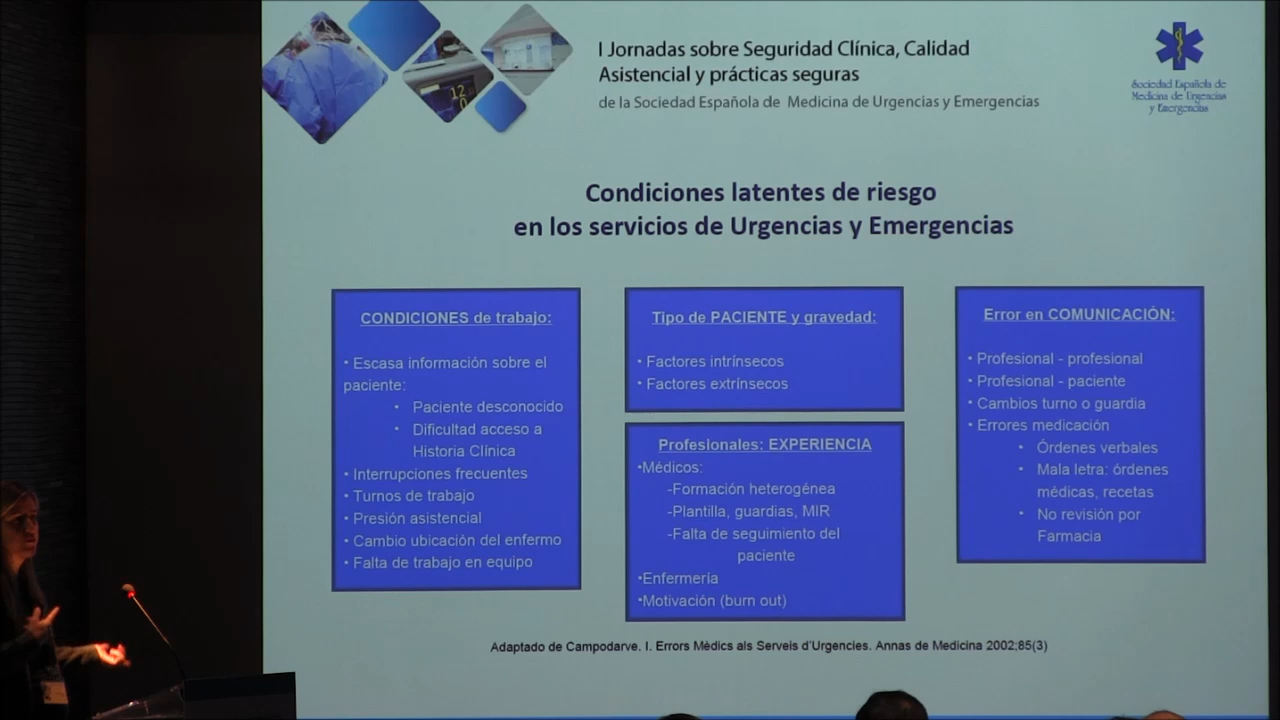 I Jornadas sobre Seguridad Clínica, Calidad
Asistencial y prácticas seguras
de la Sociedad Española de Medicina de Urgencias y Emergencias
Sociedad Española de
Medicina de Urgencias
y Emergencias
12
0
Condiciones latentes de riesgo
en los servicios de Urgencias y Emergencias
CONDICIONES de trabajo:
• Escasa información sobre el
paciente:
• Paciente desconocido
• Dificultad acceso a
Historia Clínica
• Interrupciones frecuentes
• Turnos de trabajo
• Presión asistencial
• Cambio ubicación del enfermo
• Falta de trabajo en equipo
Tipo de PACIENTE y gravedad:
• Factores intrínsecos
• Factores extrínsecos
Profesionales: EXPERIENCIA
•Médicos:
-Formación heterogénea
-Plantilla, guardias, MIR
-Falta de seguimiento del
paciente
•Enfermería
•Motivación (burn out)
Error en COMUNICACIÓN:
• Profesional - profesional
• Profesional - paciente
• Cambios turno o guardia
• Errores medicación
• Órdenes verbales
• Mala letra: órdenes
médicas, recetas
• No revisión por
Farmacia
Adaptado de Campodarve. I. Errors Mèdics als Serveis d'Urgencies. Annas de Medicina 2002;85(3)